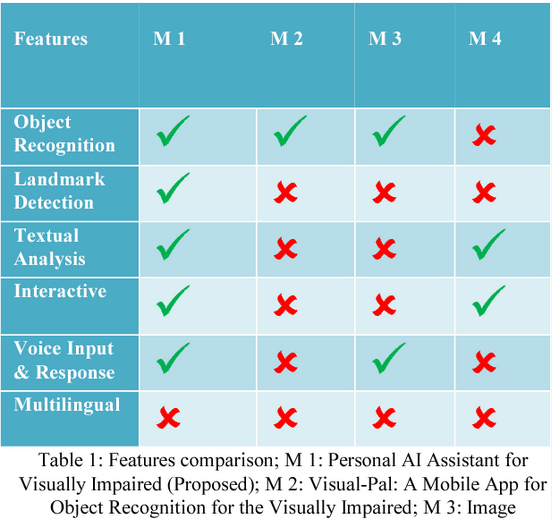 Features M 1 M 2 M 3 M 4
Object
Recognition
Landmark
Detection
Textual
Analysis
Interactive
Voice Input
& Response
Multilingual
Table 1: Features comparison; M 1: Personal AI Assistant for
Visually Impaired (Proposed); M 2: Visual-Pal: A Mobile App for
Object Recognition for the Visually Impaired; M 3: Image